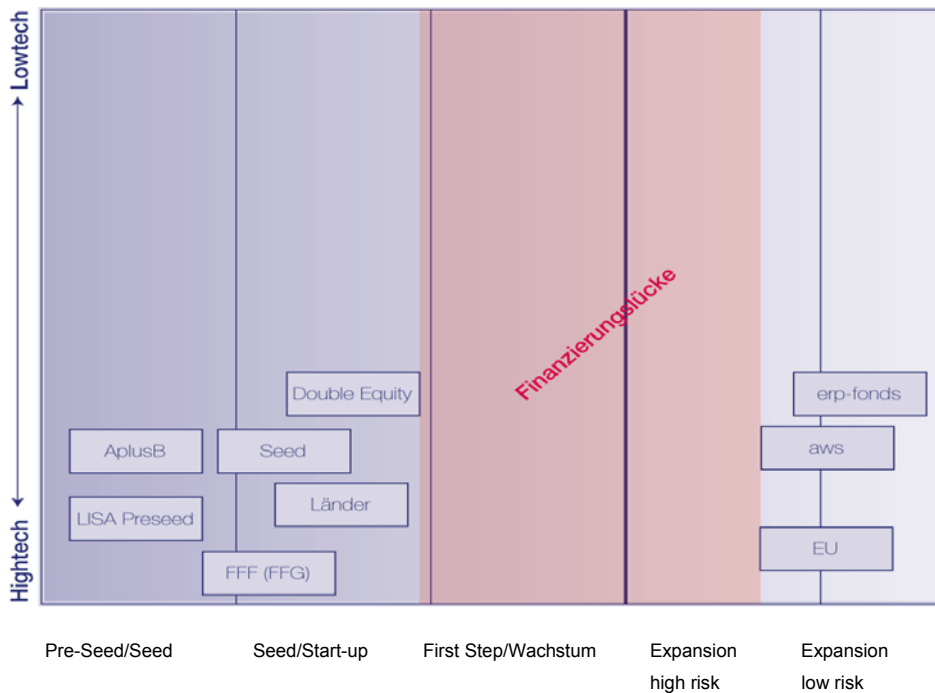 Lowtech
Hightech
Finanzierungslücke
Double Equity
erp-fonds
AplusB
Seed
aws
LISA Preseed
Länder
FFF (FFG)
EU
Pre-Seed/Seed
Seed/Start-up
First Step/Wachstum
Expansion
high risk
Expansion
low risk